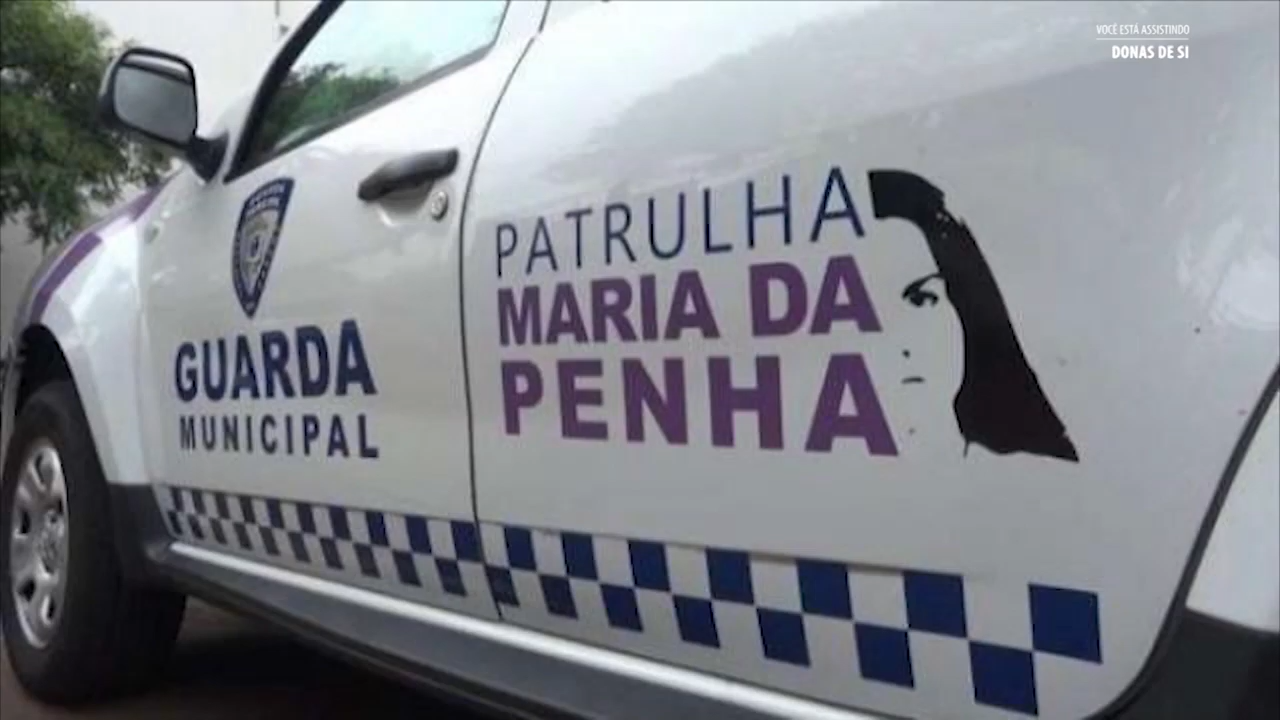 VOCÊ ESTÁ ASSISTINDO
DONAS DE SI
GUARDA
MUNICIPAL
PATRULHA
MARIA DA
PENHA